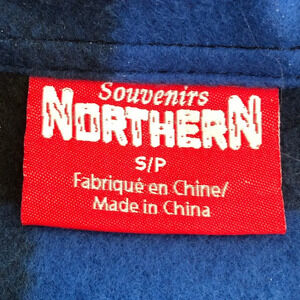 Souvenirs
NORTHERN
S/P
Fabriqué en Chine/
Made in China